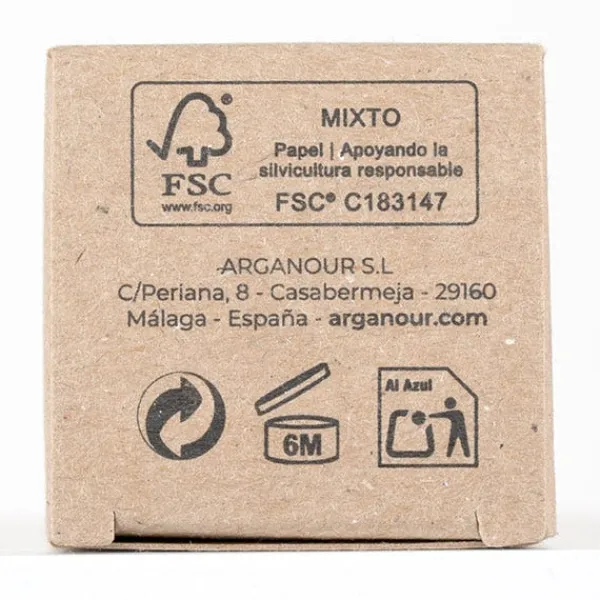 MIXTO
Papel | Apoyando la
silvicultura responsable
FSC® C183147
®
FSC
www.fsc.org
ARGANOUR S.L
C/Periana, 8 - Casabermeja - 29160
Málaga - España - arganour.com
6M
Al Azul